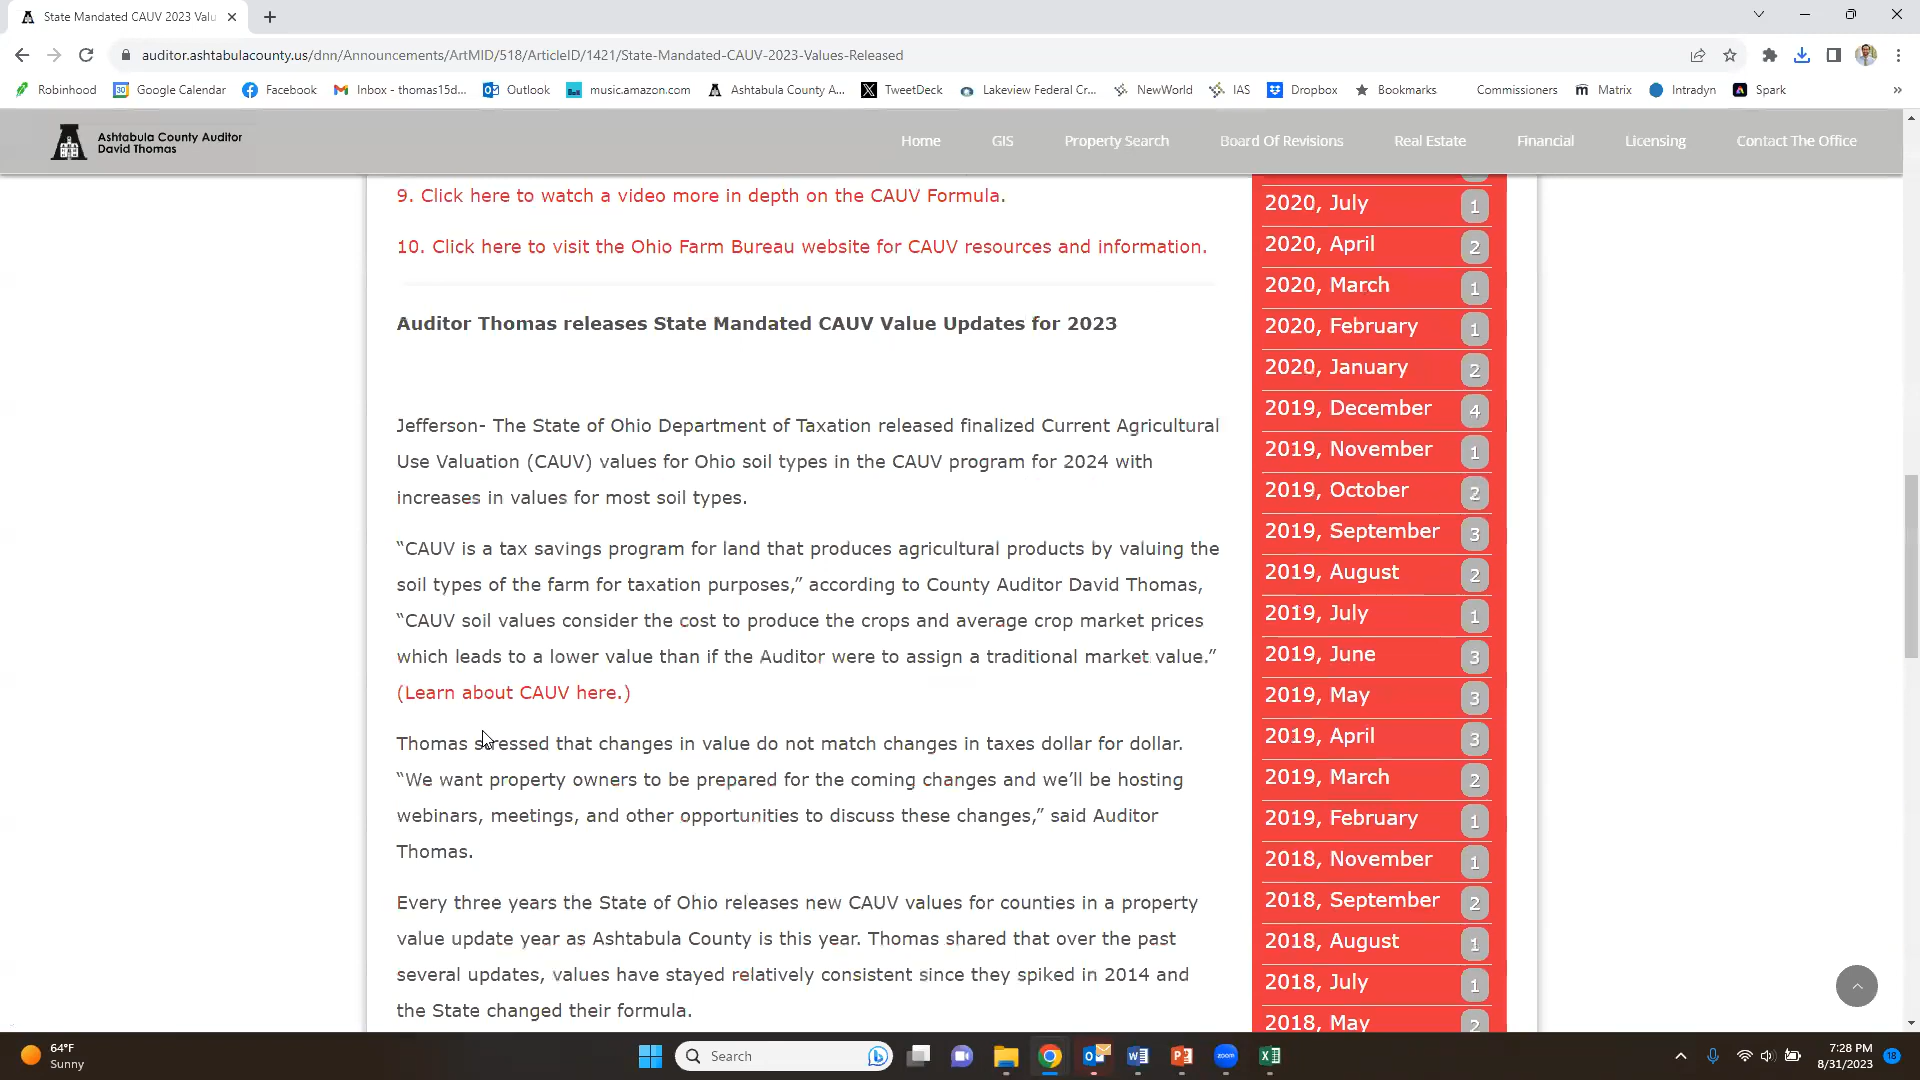 State Mandated CAUV 2023 Valu
auditor.ashtabulacounty.us/dnn/Announcements/ArtMID/518/ArticleID/1421/State-Mandated-CAUV-2023-Values-Released
Robinhood Google Calendar Facebook Inbox - thomas15d... Outlook music.amazon.com Ashtabula County A... TweetDeck Lakeview Federal Cr... NewWorld IAS Dropbox Bookmarks Commissioners Matrix Intradyn Spark
Ashtabula County Auditor
David Thomas
Home GIS Property Search Board Of Revisions Real Estate Financial Licensing Contact The Office
9. Click here to watch a video more in depth on the CAUV Formula.
10. Click here to visit the Ohio Farm Bureau website for CAUV resources and information.
Auditor Thomas releases State Mandated CAUV Value Updates for 2023
Jefferson- The State of Ohio Department of Taxation released finalized Current Agricultural
Use Valuation (CAUV) values for Ohio soil types in the CAUV program for 2024 with
increases in values for most soil types.
“CAUV is a tax savings program for land that produces agricultural products by valuing the
soil types of the farm for taxation purposes,” according to County Auditor David Thomas,
“CAUV soil values consider the cost to produce the crops and average crop market prices
which leads to a lower value than if the Auditor were to assign a traditional market value.”
(Learn about CAUV here.)
Thomas stressed that changes in value do not match changes in taxes dollar for dollar.
“We want property owners to be prepared for the coming changes and we’ll be hosting
webinars, meetings, and other opportunities to discuss these changes,” said Auditor
Thomas.
Every three years the State of Ohio releases new CAUV values for counties in a property
value update year as Ashtabula County is this year. Thomas shared that over the past
several updates, values have stayed relatively consistent since they spiked in 2014 and
the State changed their formula.
2020, July 1
2020, April 2
2020, March 1
2020, February 1
2020, January 2
2019, December 4
2019, November 1
2019, October 2
2019, September 3
2019, August 2
2019, July 1
2019, June 3
2019, May 3
2019, April 3
2019, March 2
2019, February 1
2018, November 1
2018, September 2
2018, August 1
2018, July 1
2018, May 2
64°F
Sunny
Search
zoom
7:28 PM
8/31/2023
18